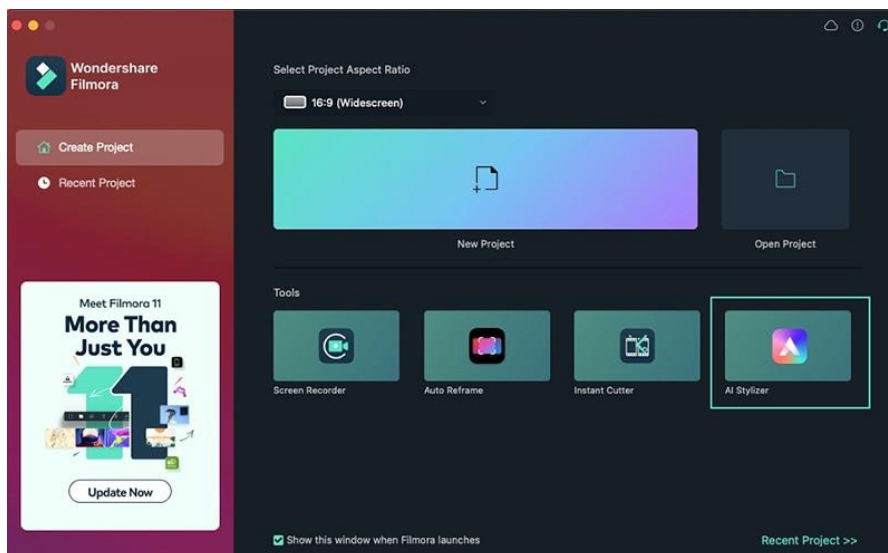 Wondershare
Filmora
Create Project
Recent Project
Meet Filmora 11
More Than
Just You
Update Now
Select Project Aspect Ratio
16:9 (Widescreen)
New Project
Open Project
Tools
Screen Recorder
Auto Reframe
Instant Cutter
AI Stylizer
Show this window when Filmora launches
Recent Project >>